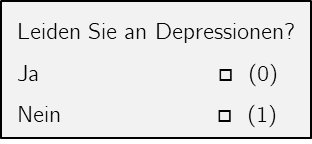 Leiden Sie an Depressionen?
Ja □ (0)
Nein □ (1)